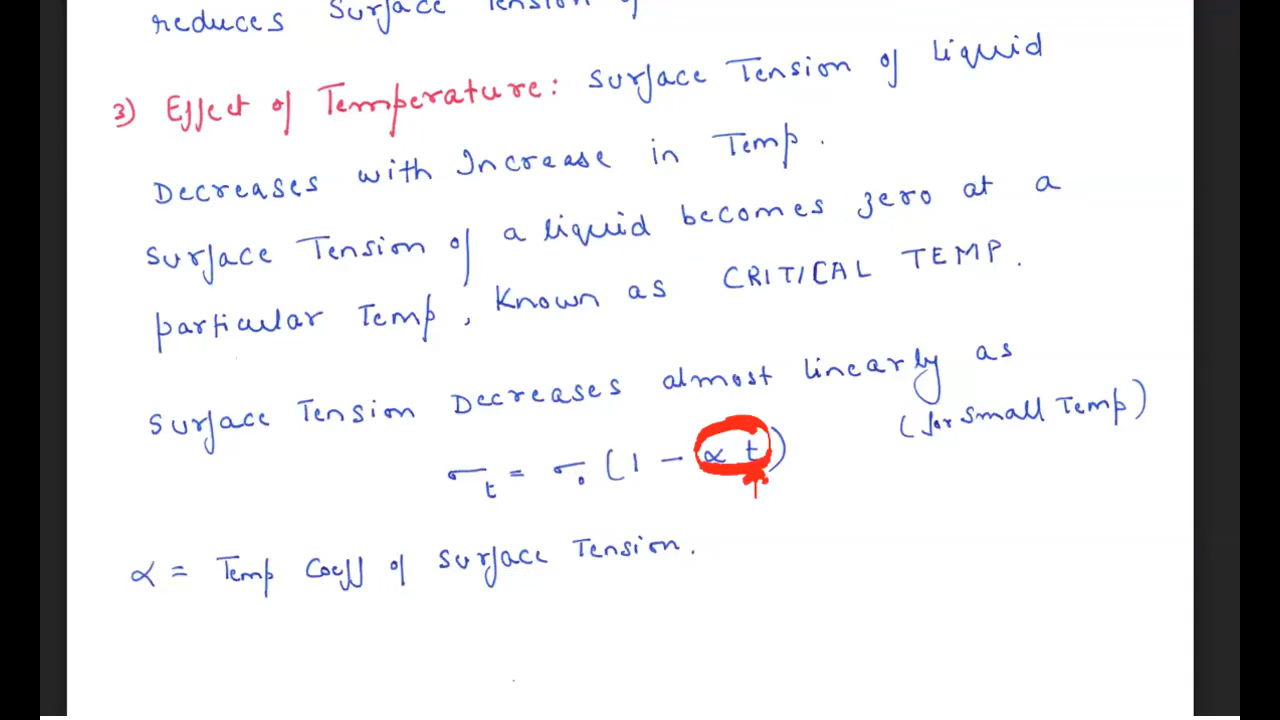 reduces Surface Tension of
3) Effect of Temperature: Surface Tension of Liquid
Decreases with Increase in Temp.
Surface Tension of a liquid becomes zero at a
particular Temp, Known as CRITICAL TEMP.
Surface Tension Decreases almost linearly as
(for small Temp)
σt = σ₀ (1 - α t)
α = Temp Coeff of Surface Tension.